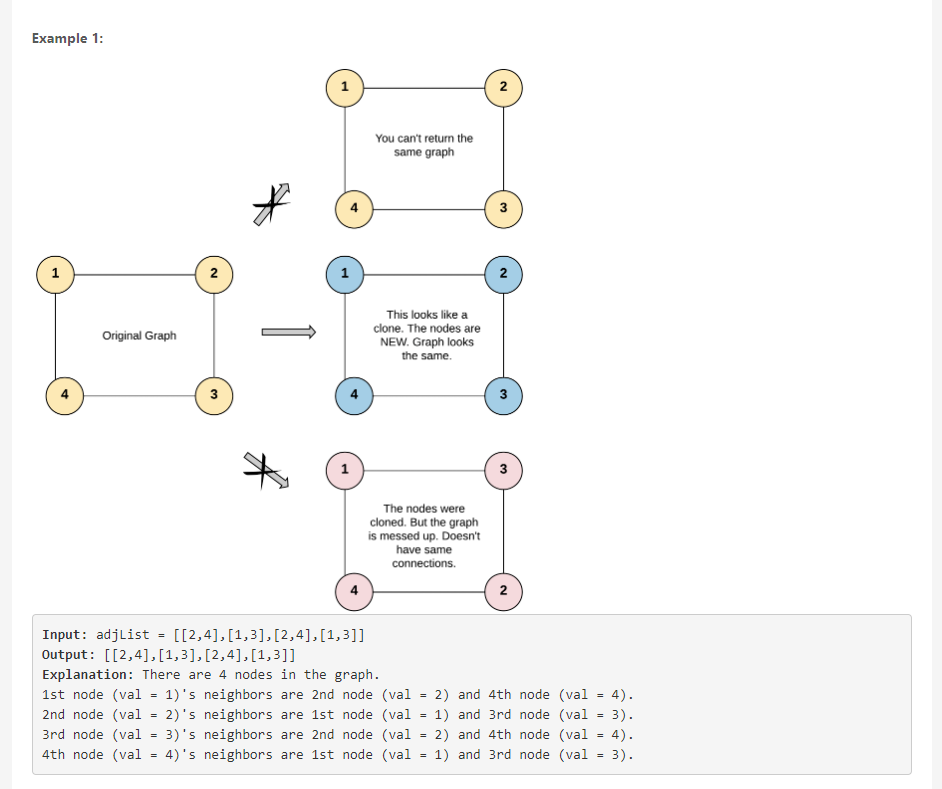 Example 1:
1
2
You can't return the
same graph
4
3
1
2
Original Graph
4
3
1
2
This looks like a
clone. The nodes are
NEW. Graph looks
the same.
4
3
1
3
The nodes were
cloned. But the graph
is messed up. Doesn't
have same
connections.
4
2
Input: adjList = [[2,4],[1,3],[2,4],[1,3]]
Output: [[2,4],[1,3],[2,4],[1,3]]
Explanation: There are 4 nodes in the graph.
1st node (val = 1)'s neighbors are 2nd node (val = 2) and 4th node (val = 4).
2nd node (val = 2)'s neighbors are 1st node (val = 1) and 3rd node (val = 3).
3rd node (val = 3)'s neighbors are 2nd node (val = 2) and 4th node (val = 4).
4th node (val = 4)'s neighbors are 1st node (val = 1) and 3rd node (val = 3).